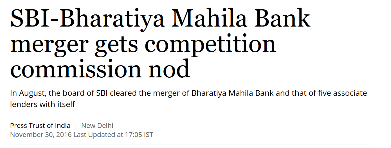 SBI-Bharatiya Mahila Bank
merger gets competition
commission nod
In August, the board of SBI cleared the merger of Bharatiya Mahila Bank and that of five associate
lenders with itself
Press Trust of India New Delhi
November 30, 2016 Last Updated at 17:05 IST